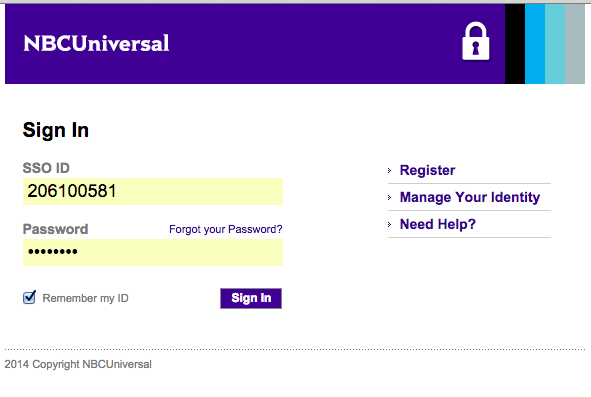 NBCUniversal
Sign In
SSO ID
206100581
Password
Forgot your Password?
••••••••
Remember my ID
Sign In
Register
Manage Your Identity
Need Help?
2014 Copyright NBCUniversal